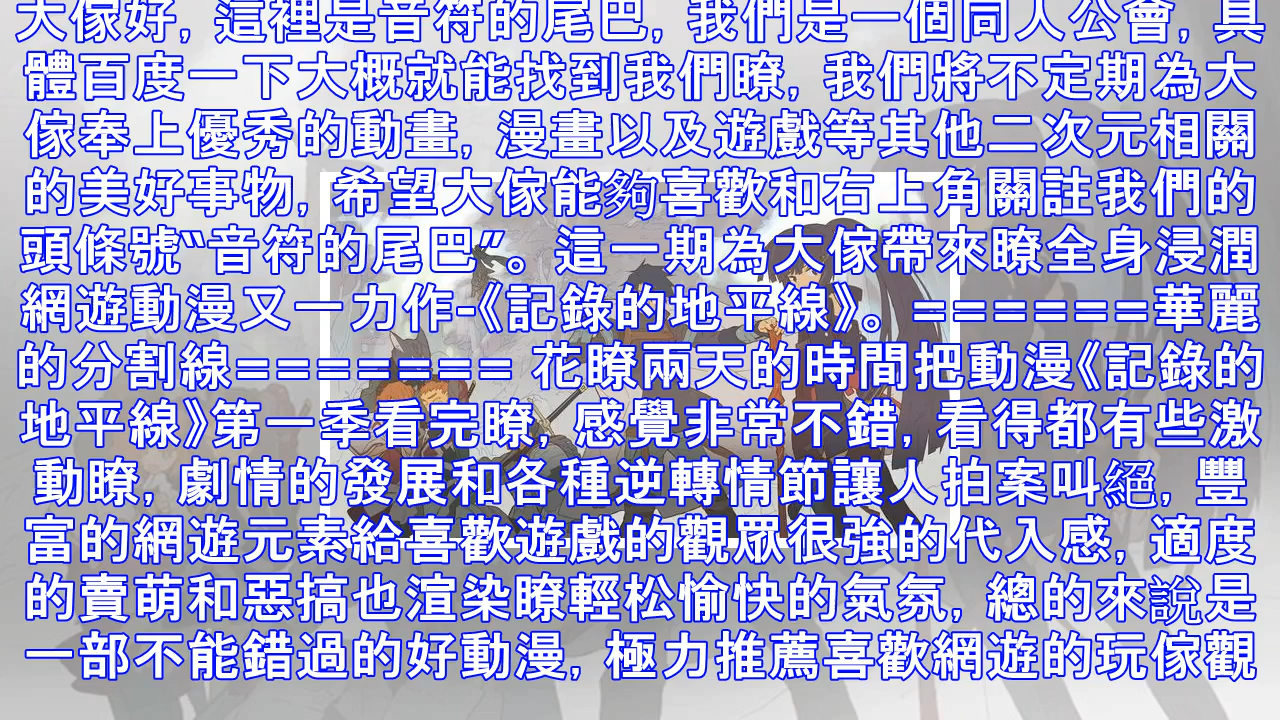 大傢好, 這裡是音符的尾巴, 我們是一個同人公會, 具
體百度一下大概就能找到我們瞭, 我們將不定期為大
傢奉上優秀的動畫, 漫畫以及遊戲等其他二次元相關
的美好事物, 希望大傢能夠喜歡和右上角關註我們的
頭條號“音符的尾巴”。這一期為大傢帶來瞭全身浸潤
網遊動漫又一力作-《記錄的地平線》。======華麗
的分割線======= 花瞭兩天的時間把動漫《記錄的
地平線》第一季看完瞭, 感覺非常不錯, 看得都有些激
動瞭, 劇情的發展和各種逆轉情節讓人拍案叫絕, 豐
富的網遊元素給喜歡遊戲的觀眾很強的代入感, 適度
的賣萌和惡搞也渲染瞭輕松愉快的氣氛, 總的來說是
一部不能錯過的好動漫, 極力推薦喜歡網遊的玩傢觀